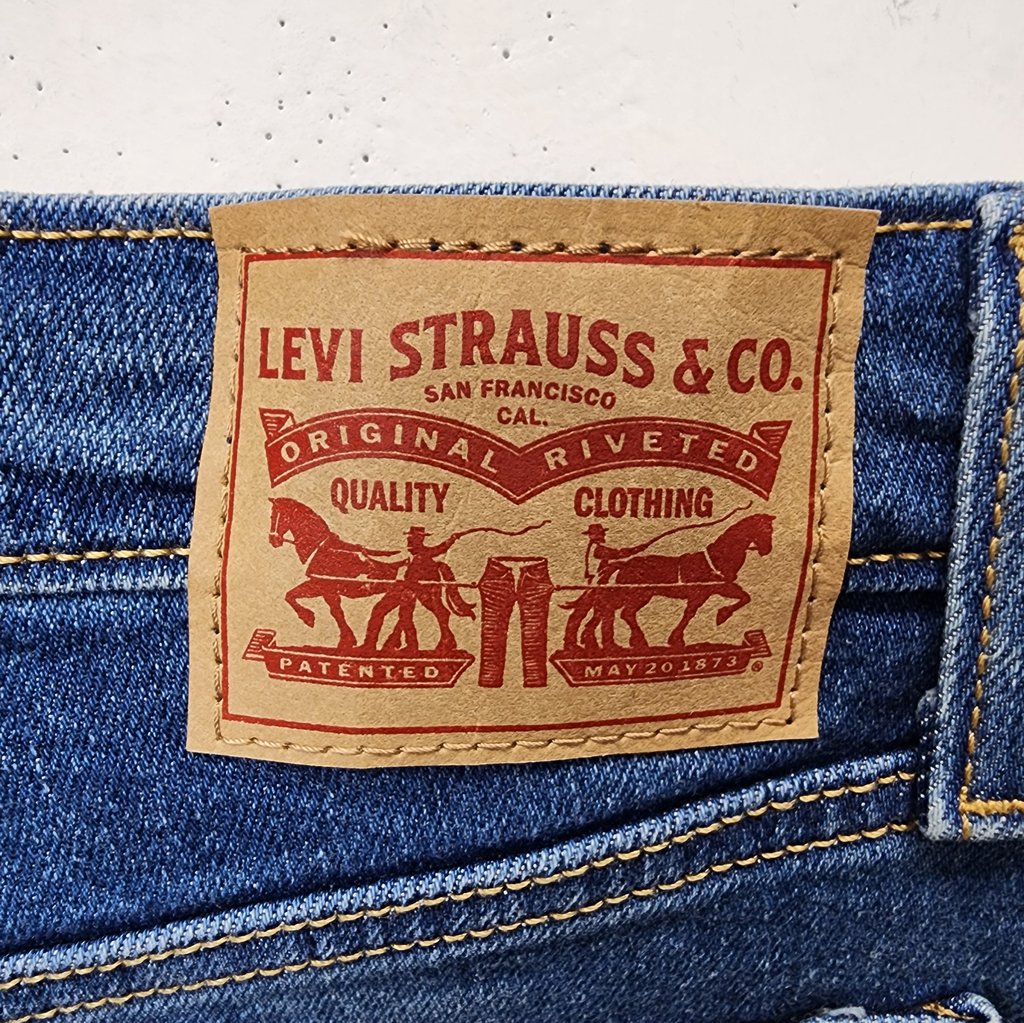 LEVI STRAUSS & CO.
SAN FRANCISCO
CAL.
ORIGINAL RIVETED
QUALITY CLOTHING
PATENTED MAY 20 1873 ®